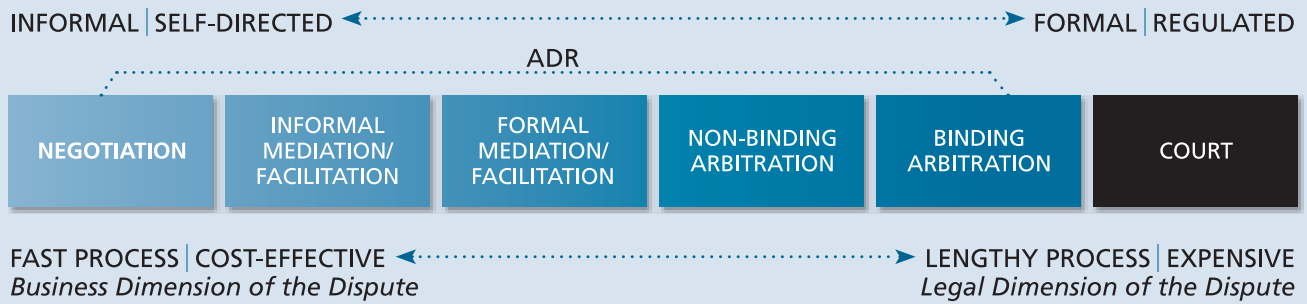 INFORMAL | SELF-DIRECTED
FORMAL | REGULATED
ADR
NEGOTIATION
INFORMAL
MEDIATION/
FACILITATION
FORMAL
MEDIATION/
FACILITATION
NON-BINDING
ARBITRATION
BINDING
ARBITRATION
COURT
FAST PROCESS | COST-EFFECTIVE
Business Dimension of the Dispute
LENGTHY PROCESS | EXPENSIVE
Legal Dimension of the Dispute